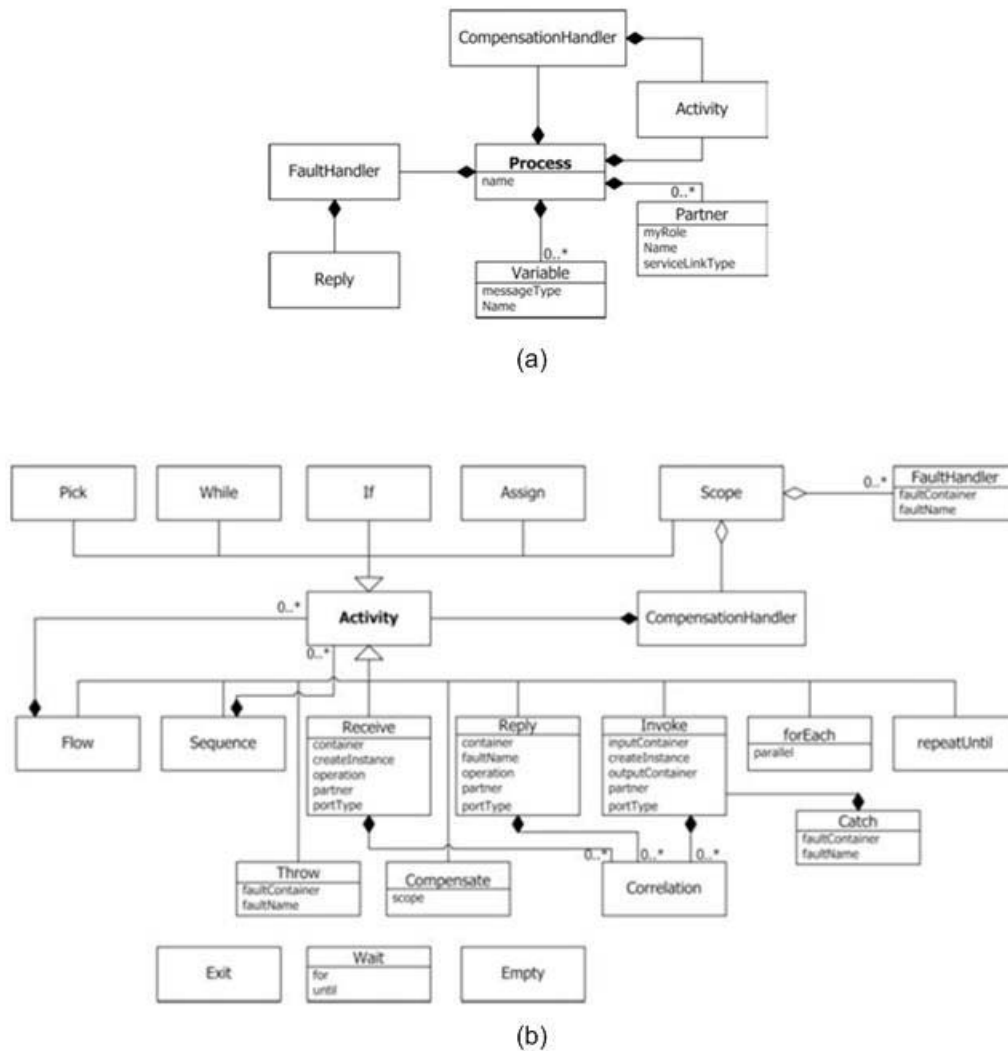 CompensationHandler
Activity
FaultHandler
Process
name
0..*
Partner
myRole
Name
serviceLinkType
Reply
0..*
Variable
messageType
Name
(a)
Pick
While
If
Assign
Scope
0..*
FaultHandler
faultContainer
faultName
0..*
Activity
CompensationHandler
0..*
Flow
Sequence
Receive
container
createInstance
operation
partner
portType
Reply
container
faultName
operation
partner
portType
Invoke
inputContainer
createInstance
outputContainer
partner
portType
forEach
parallel
repeatUntil
Catch
faultContainer
faultName
0..*
0..*
0..*
Throw
faultContainer
faultName
Compensate
scope
Correlation
Exit
Wait
for
until
Empty
(b)